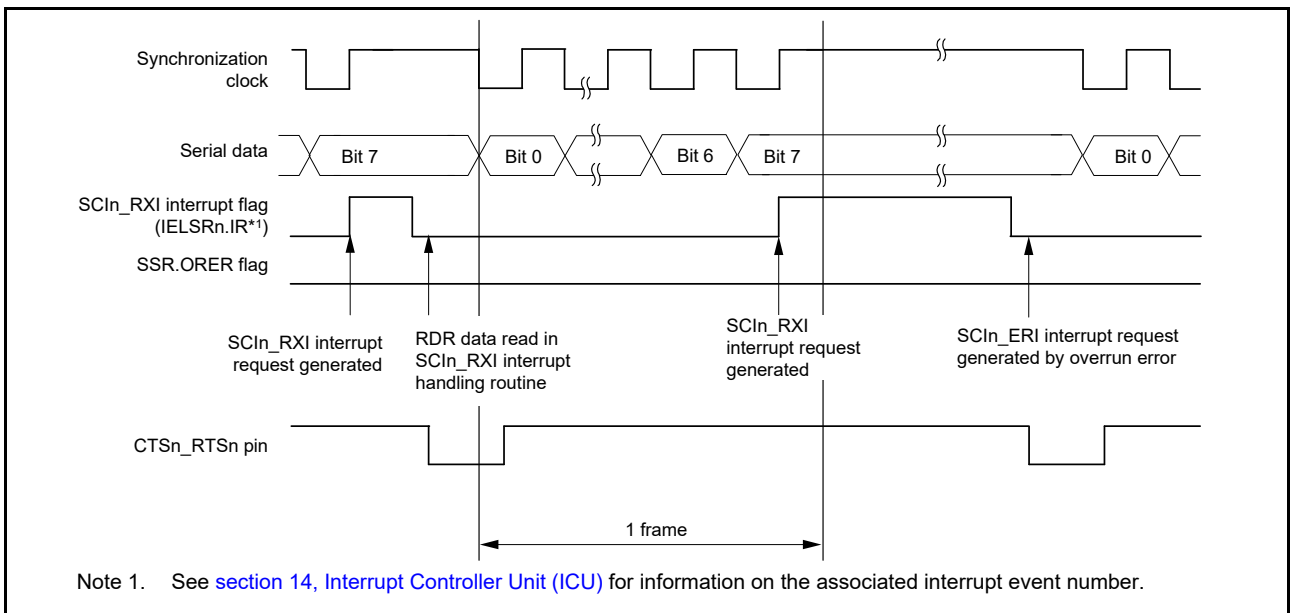 Synchronization
clock
Serial data
Bit 7
Bit 0
Bit 6
Bit 7
Bit 0
SCIn_RXI interrupt flag
(IELSRn.IR*1)
SSR.ORER flag
SCIn_RXI interrupt
request generated
RDR data read in
SCIn_RXI interrupt
handling routine
SCIn_RXI
interrupt request
generated
SCIn_ERI interrupt request
generated by overrun error
CTSn_RTSn pin
1 frame
Note 1. See section 14, Interrupt Controller Unit (ICU) for information on the associated interrupt event number.